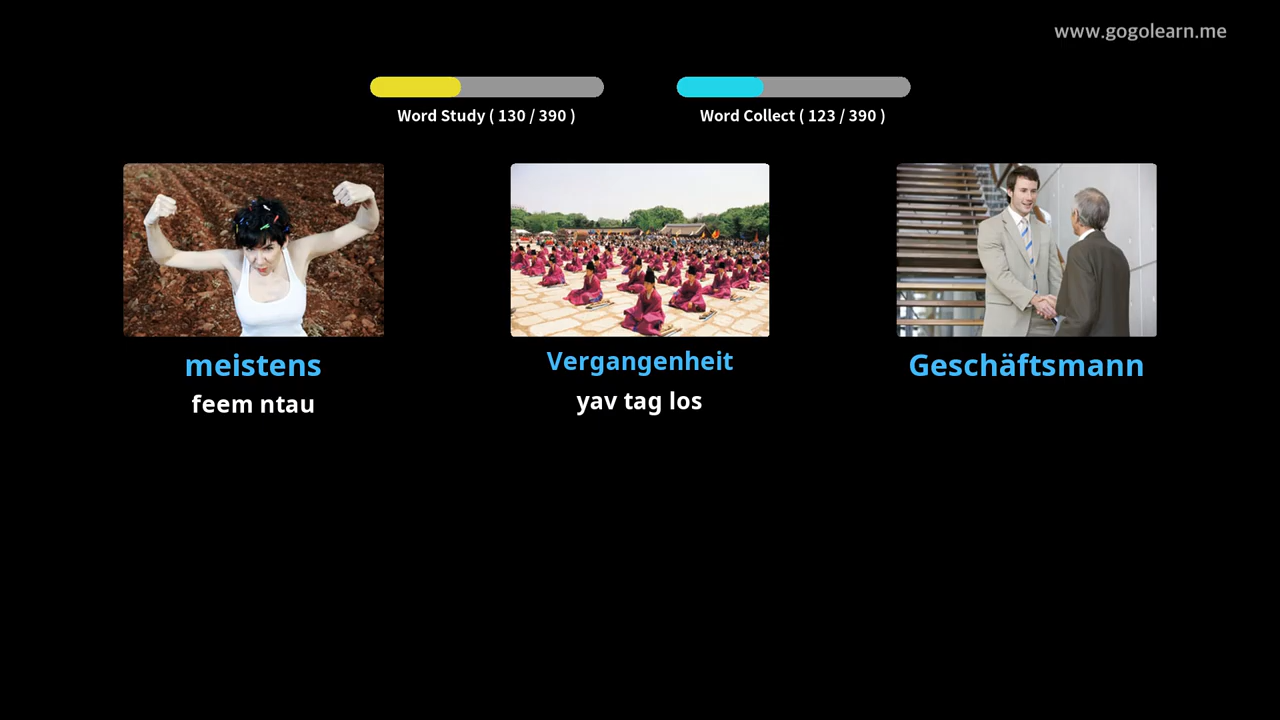 www.gogolearn.me
Word Study ( 130 / 390 )
Word Collect ( 123 / 390 )
meistens
feem ntau
Vergangenheit
yav tag los
Geschäftsmann